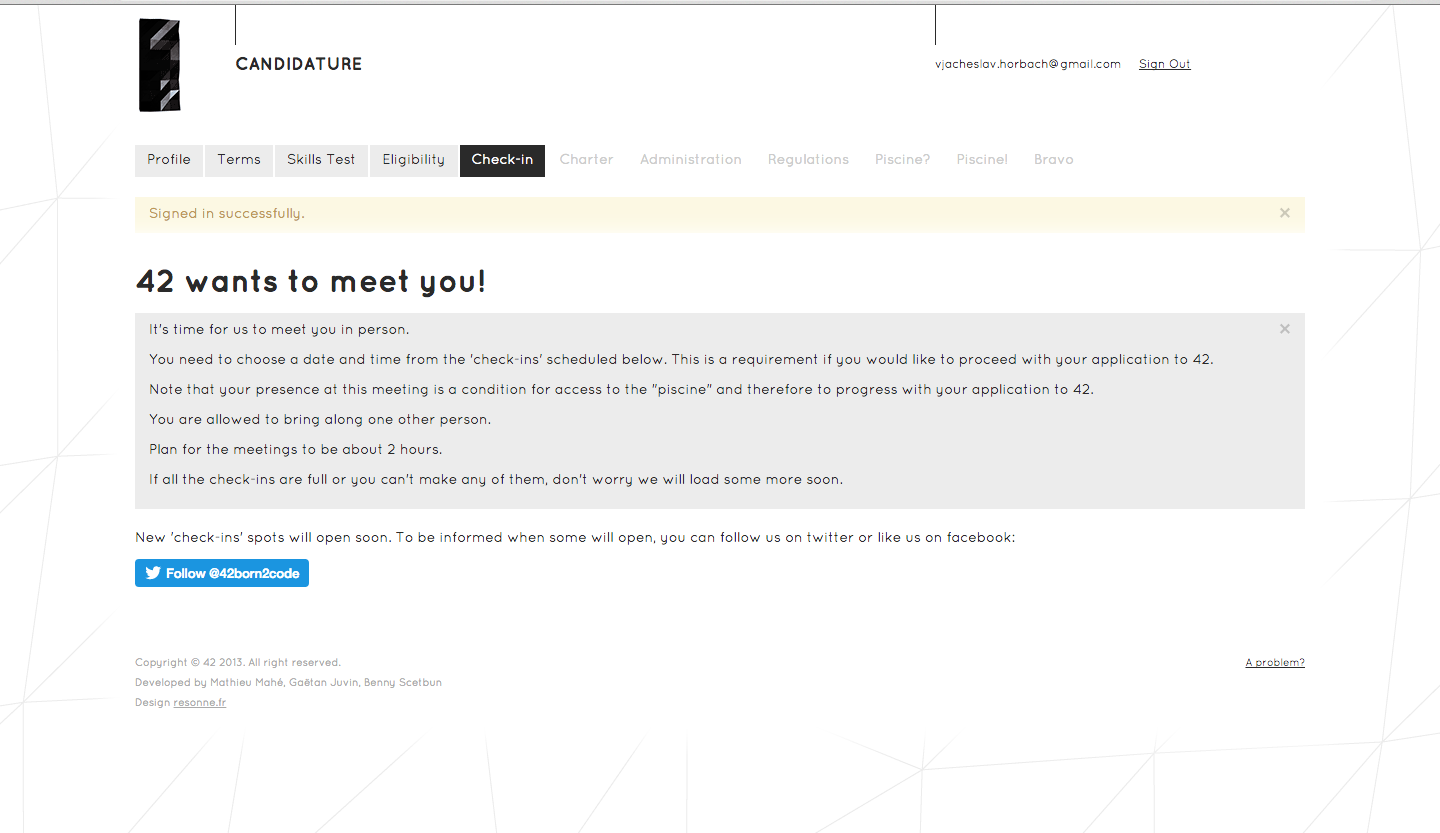 CANDIDATURE
vjacheslav.horbach@gmail.com Sign Out
Profile Terms Skills Test Eligibility Check-in Charter Administration Regulations Piscine? Piscine! Bravo
Signed in successfully. ×
42 wants to meet you!
It's time for us to meet you in person. ×
You need to choose a date and time from the 'check-ins' scheduled below. This is a requirement if you would like to proceed with your application to 42.
Note that your presence at this meeting is a condition for access to the "piscine" and therefore to progress with your application to 42.
You are allowed to bring along one other person.
Plan for the meetings to be about 2 hours.
If all the check-ins are full or you can't make any of them, don't worry we will load some more soon.
New 'check-ins' spots will open soon. To be informed when some will open, you can follow us on twitter or like us on facebook:
Follow @42born2code
Copyright © 42 2013. All right reserved. A problem?
Developed by Mathieu Mahé, Gaëtan Juvin, Benny Scetbun
Design resonne.fr